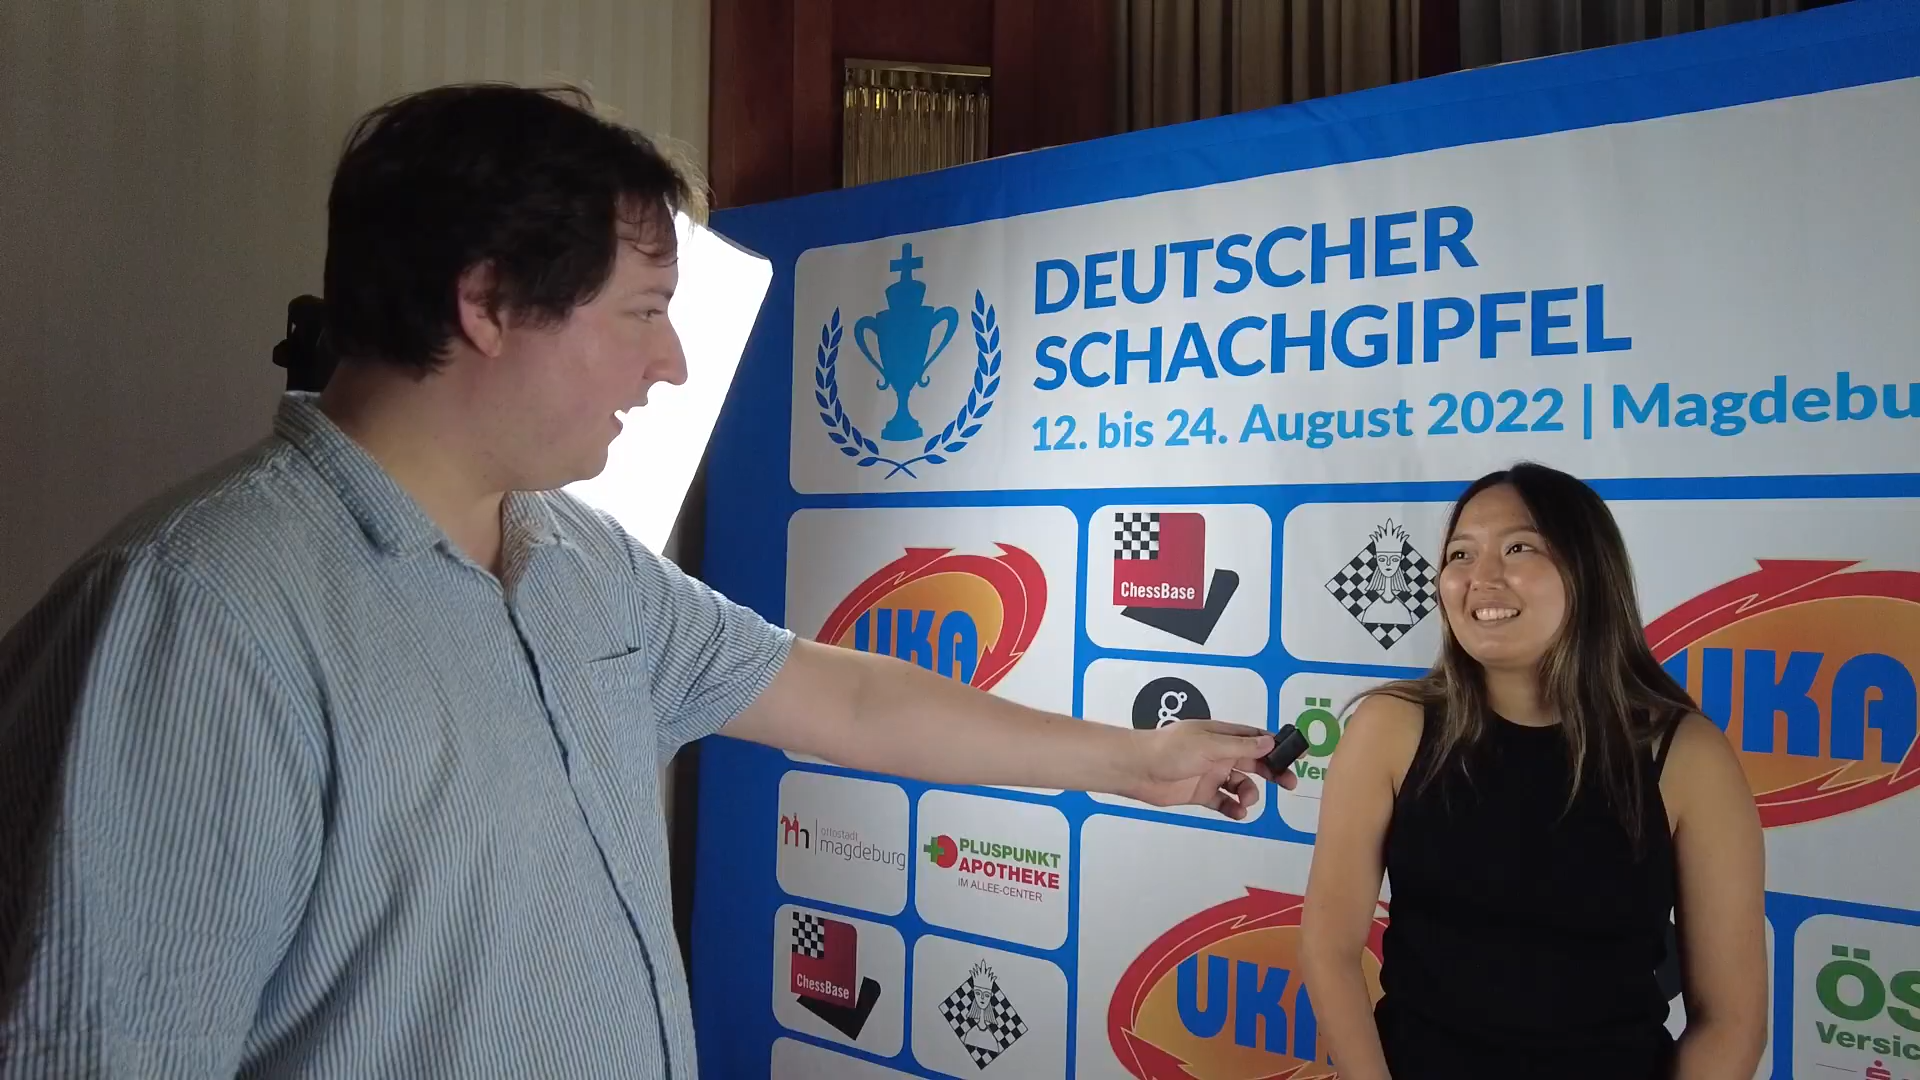 DEUTSCHER
SCHACHGIPFEL
12. bis 24. August 2022 | Magdebu
UKA
ChessBase
UKA
ottostadt
magdeburg
PLUSPUNKT
APOTHEKE
IM ALLEE-CENTER
ChessBase
UKA
Versic